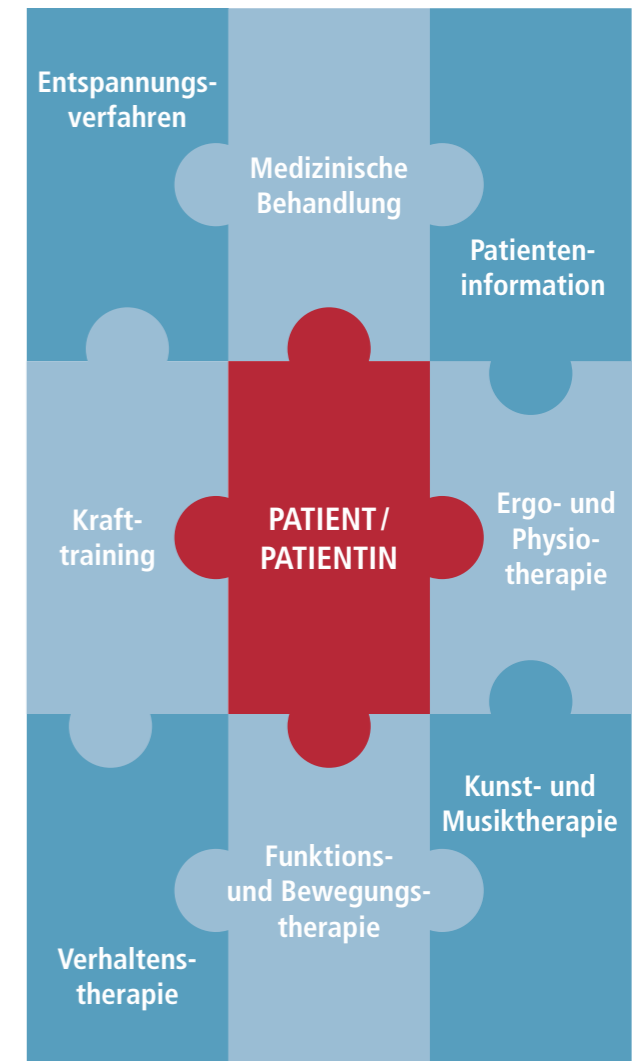 Entspannungs-
verfahren
Medizinische
Behandlung
Patienten-
information
Kraft-
training
PATIENT /
PATIENTIN
Ergo- und
Physio-
therapie
Verhaltens-
therapie
Funktions-
und Bewegungs-
therapie
Kunst- und
Musiktherapie